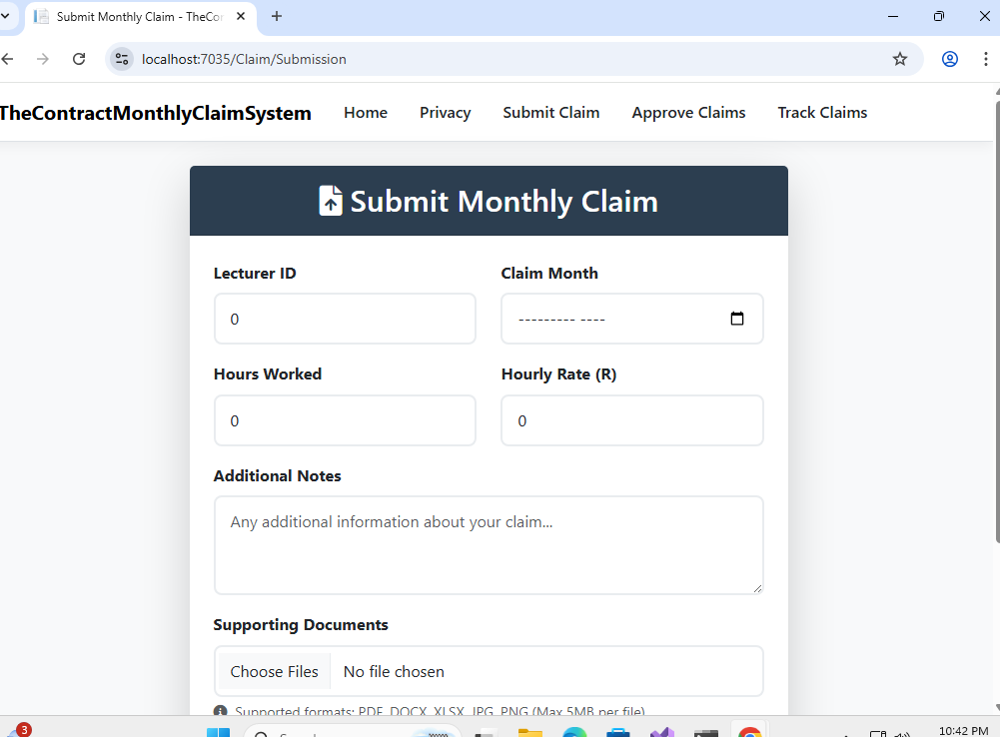 Submit Monthly Claim - TheCor
localhost:7035/Claim/Submission
TheContractMonthlyClaimSystem Home Privacy Submit Claim Approve Claims Track Claims
Submit Monthly Claim
Lecturer ID Claim Month
0 --------- ----
Hours Worked Hourly Rate (R)
0 0
Additional Notes
Any additional information about your claim...
Supporting Documents
Choose Files No file chosen
Supported formats: PDF, DOCX, XLSX, JPG, PNG (Max 5MB per file)
3
10:42 PM